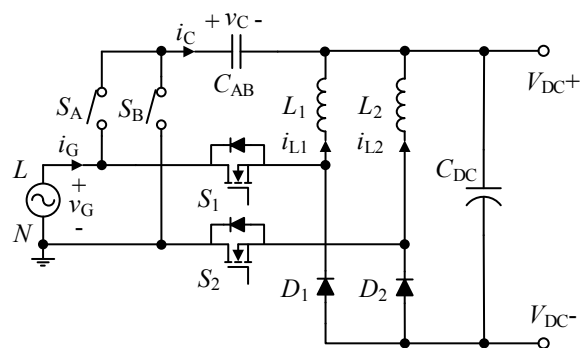 + v_C -
i_C
C_AB
V_DC+
S_A
S_B
L_1
L_2
i_G
i_L1
i_L2
C_DC
L
+
v_G
-
N
S_1
S_2
D_1
D_2
V_DC-